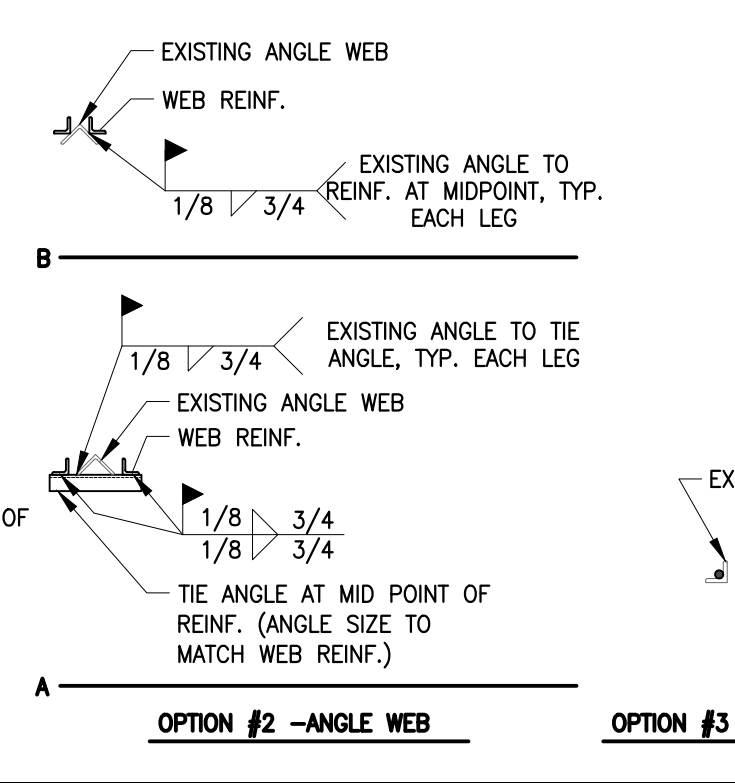 EXISTING ANGLE WEB
WEB REINF.
EXISTING ANGLE TO
REINF. AT MIDPOINT, TYP.
EACH LEG
1/8 3/4
B
EXISTING ANGLE TO TIE
ANGLE, TYP. EACH LEG
1/8 3/4
EXISTING ANGLE WEB
WEB REINF.
EX
OF
1/8 3/4
1/8 3/4
TIE ANGLE AT MID POINT OF
REINF. (ANGLE SIZE TO
MATCH WEB REINF.)
A
OPTION #2 -ANGLE WEB
OPTION #3